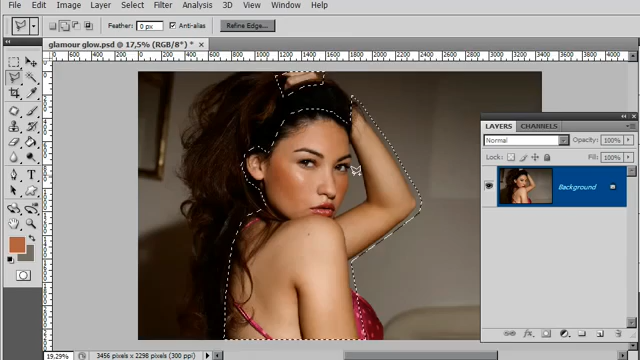 File Edit Image Layer Select Filter Analysis 3D View Window Help
Feather: 0 px Anti-alias Refine Edge...
glamour glow.psd @ 17,5% (RGB/8*) * ×
LAYERS CHANNELS
Normal Opacity: 100%
Lock: Fill: 100%
Background
19,29% 3456 pixels x 2298 pixels (300 ppi)